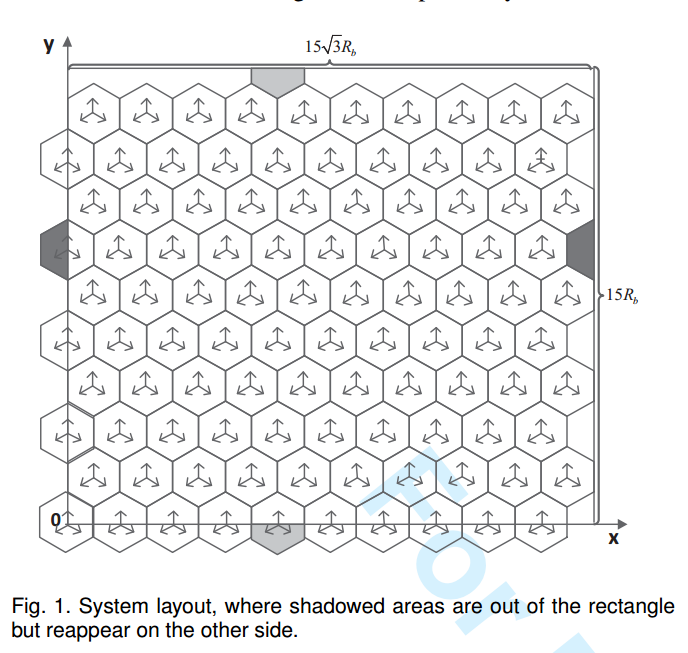 y
15√3R_b
15R_b
0
x
For
Fig. 1. System layout, where shadowed areas are out of the rectangle
but reappear on the other side.